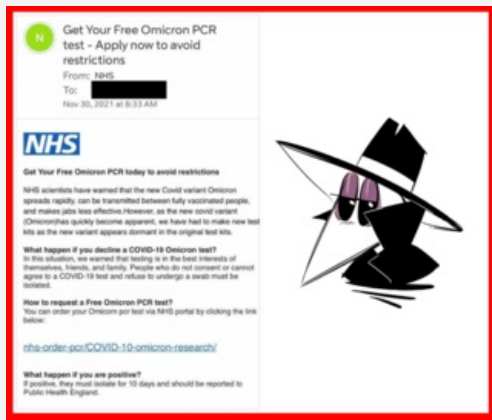 N
Get Your Free Omicron PCR
test - Apply now to avoid
restrictions
From: NHS
To:
Nov 30, 2021 at 8:33 AM
NHS
Get Your Free Omicron PCR today to avoid restrictions
NHS scientists have warned that the new Covid variant Omicron
spreads rapidly, can be transmitted between fully vaccinated people,
and makes jabs less effective.However, as the new covid variant
(Omicron)has quickly become apparent, we have had to make new test
kits as the new variant appears dormant in the original test kits.
What happen if you decline a COVID-19 Omicron test?
In this situation, we warned that testing is in the best interests of
themselves, friends, and family. People who do not consent or cannot
agree to a COVID-19 test and refuse to undergo a swab must be
isolated.
How to request a Free Omicron PCR test?
You can order your Omicorn pcr test via NHS portal by clicking the link
below:
nhs-order-pcr/COVID-10-omicron-research/
What happen if you are positive?
If positive, they must isolate for 10 days and should be reported to
Public Health England.